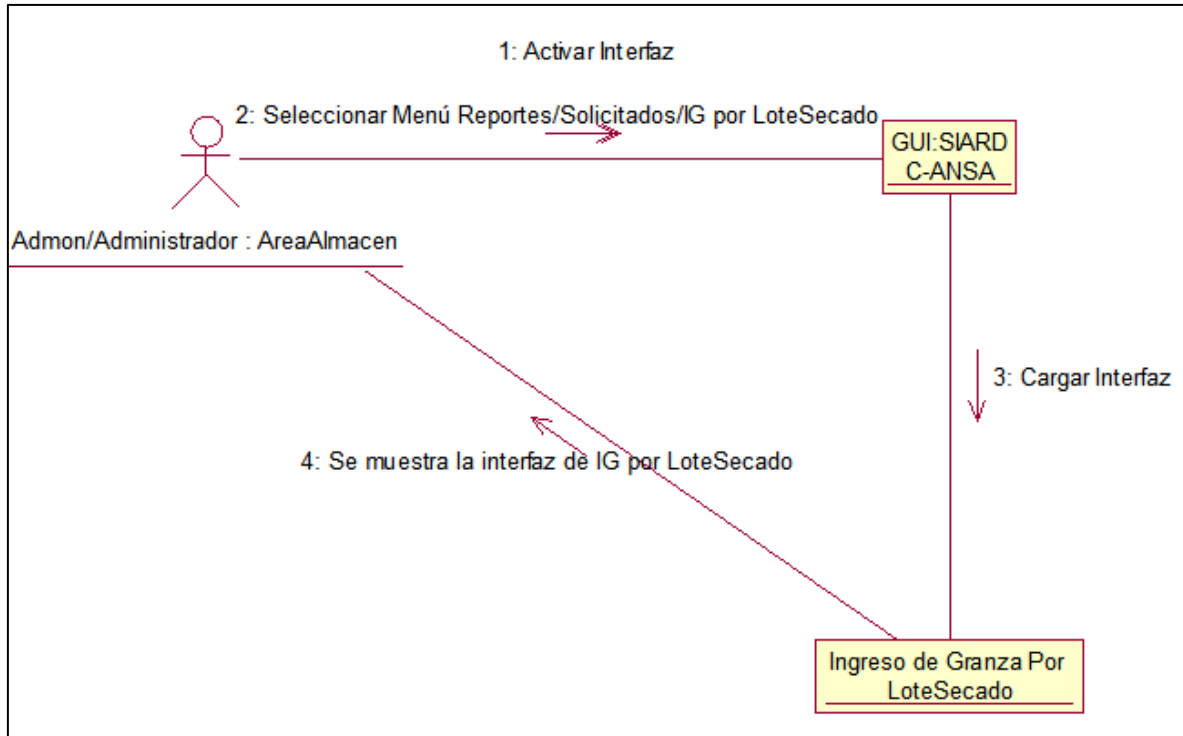 1: Activar Interfaz
2: Seleccionar Menú Reportes/Solicitados/IG por LoteSecado
GUI:SIARD
C-ANSA
Admon/Administrador : AreaAlmacen
3: Cargar Interfaz
4: Se muestra la interfaz de IG por LoteSecado
Ingreso de Granza Por
LoteSecado